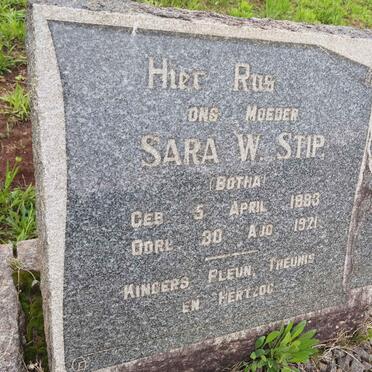 Hier Rus
ons Moeder
Sara W. Stip
(Botha)
Geb 5 April 1883
Oorl 30 Aug 1971
Kinders Pleun, Theunis
en Hertzog